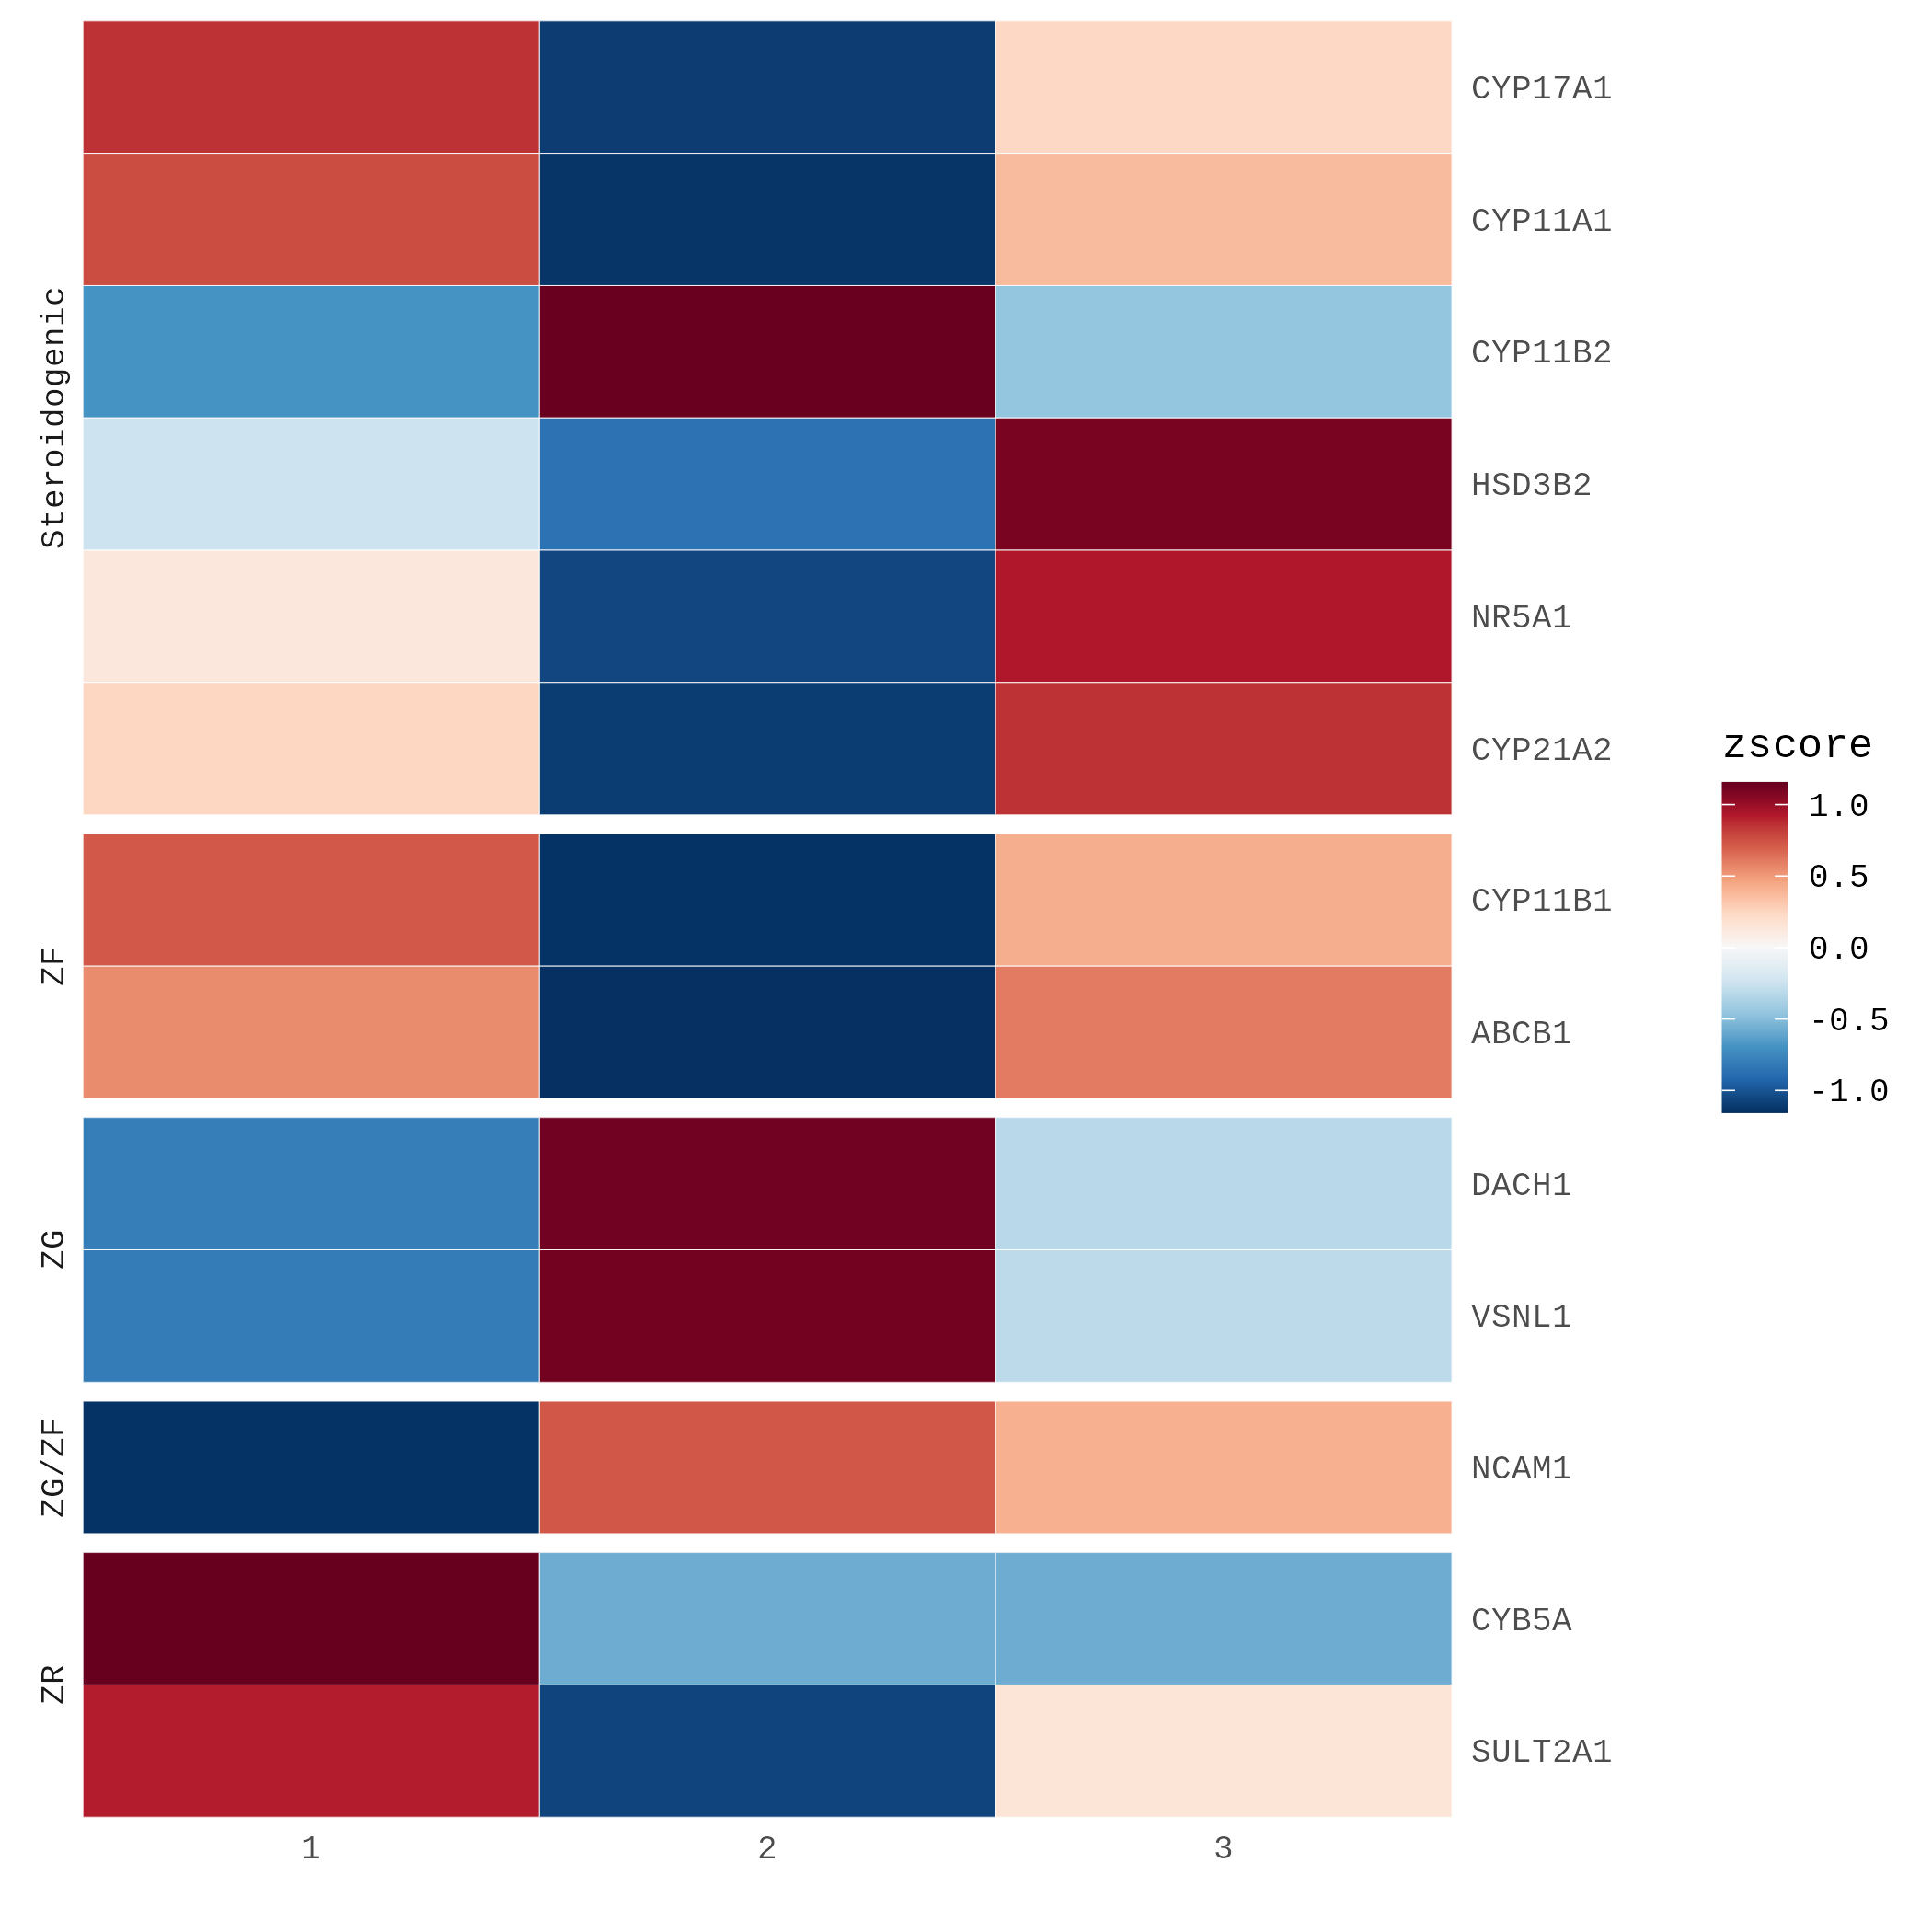 Steroidogenic
CYP17A1
CYP11A1
CYP11B2
HSD3B2
NR5A1
CYP21A2
ZF
CYP11B1
ABCB1
ZG
DACH1
VSNL1
ZG/ZF
NCAM1
ZR
CYB5A
SULT2A1
1 2 3
zscore
1.0
0.5
0.0
-0.5
-1.0